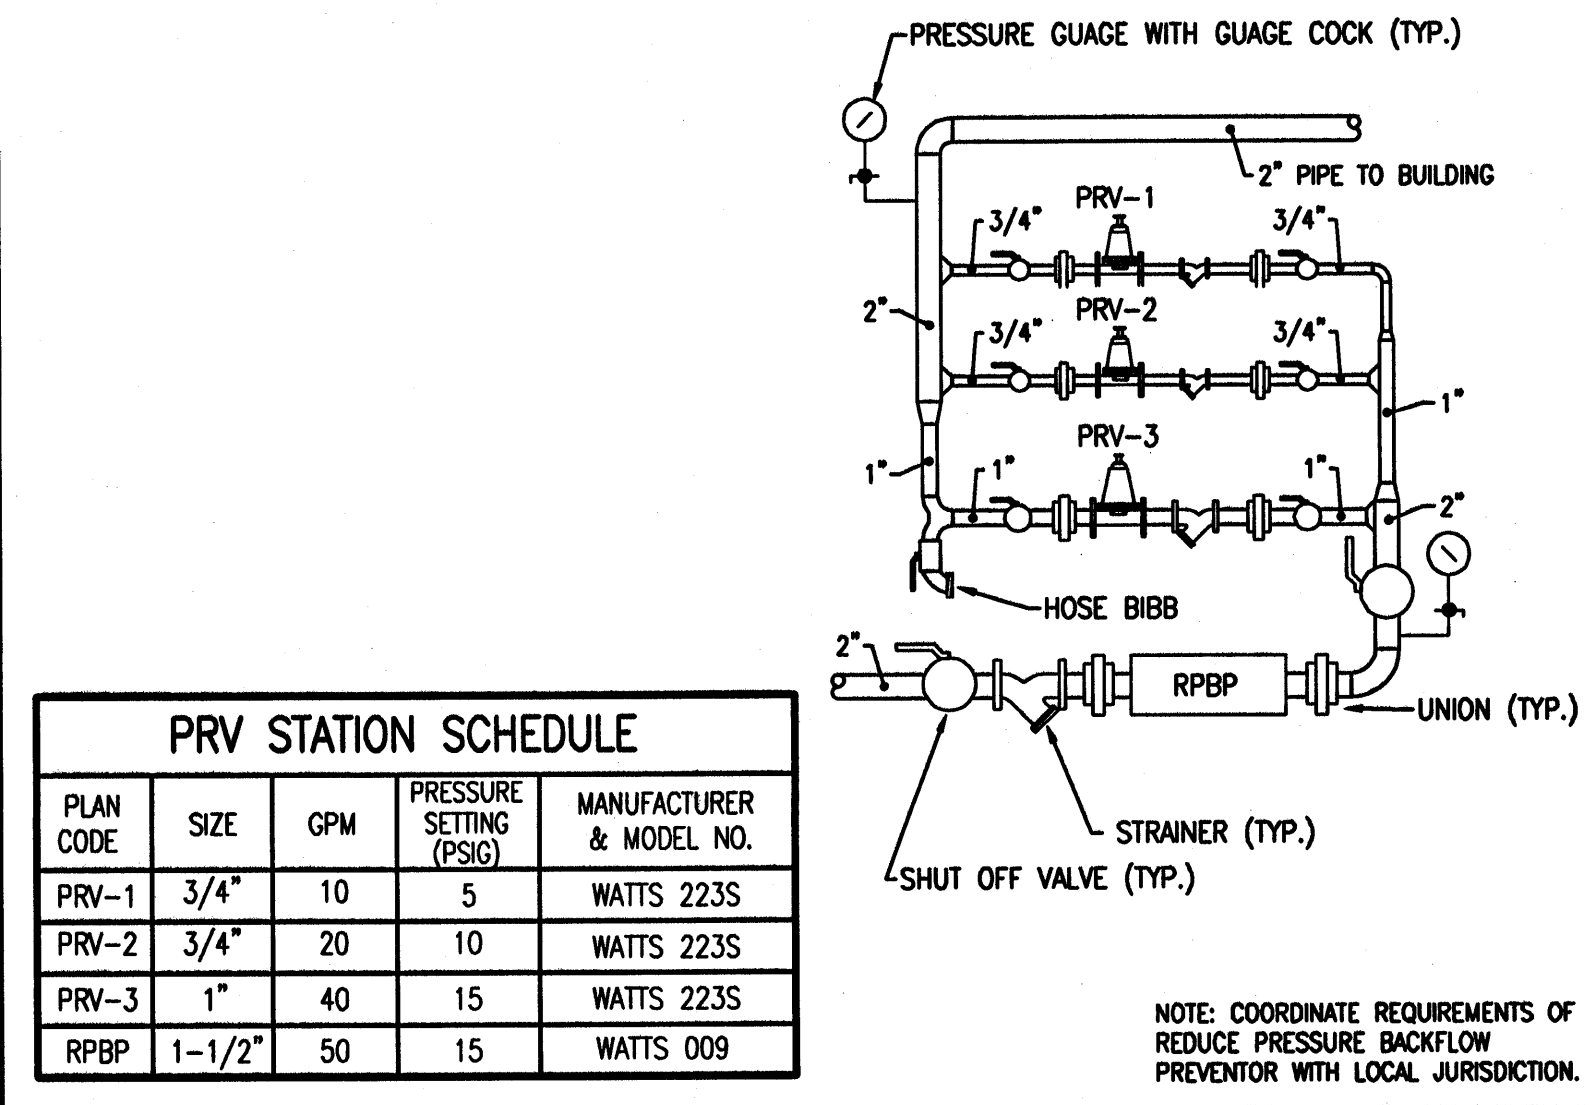 PRESSURE GUAGE WITH GUAGE COCK (TYP.)
2" PIPE TO BUILDING
PRV-1
3/4"
3/4"
2"
PRV-2
3/4"
3/4"
1"
PRV-3
1"
1"
1"
2"
HOSE BIBB
2"
RPBP
UNION (TYP.)
STRAINER (TYP.)
SHUT OFF VALVE (TYP.)
PRV STATION SCHEDULE
PLAN CODE SIZE GPM PRESSURE SETTING (PSIG) MANUFACTURER & MODEL NO.
PRV-1 3/4" 10 5 WATTS 223S
PRV-2 3/4" 20 10 WATTS 223S
PRV-3 1" 40 15 WATTS 223S
RPBP 1-1/2" 50 15 WATTS 009
NOTE: COORDINATE REQUIREMENTS OF
REDUCE PRESSURE BACKFLOW
PREVENTOR WITH LOCAL JURISDICTION.